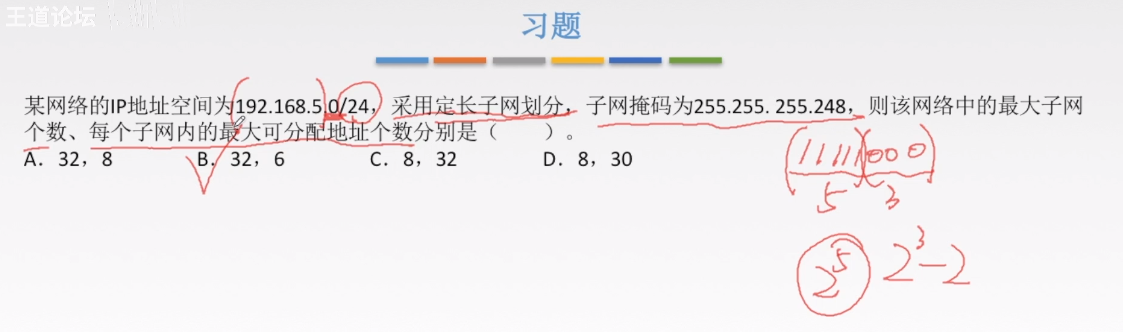 王道论坛
习题
某网络的IP地址空间为192.168.5.0/24，采用定长子网划分，子网掩码为255.255. 255.248，则该网络中的最大子网
个数、每个子网内的最大可分配地址个数分别是（　　）。
A．32，8　　B．32，6　　C．8，32　　D．8，30
11111000
5 3
2^5 2^3-2